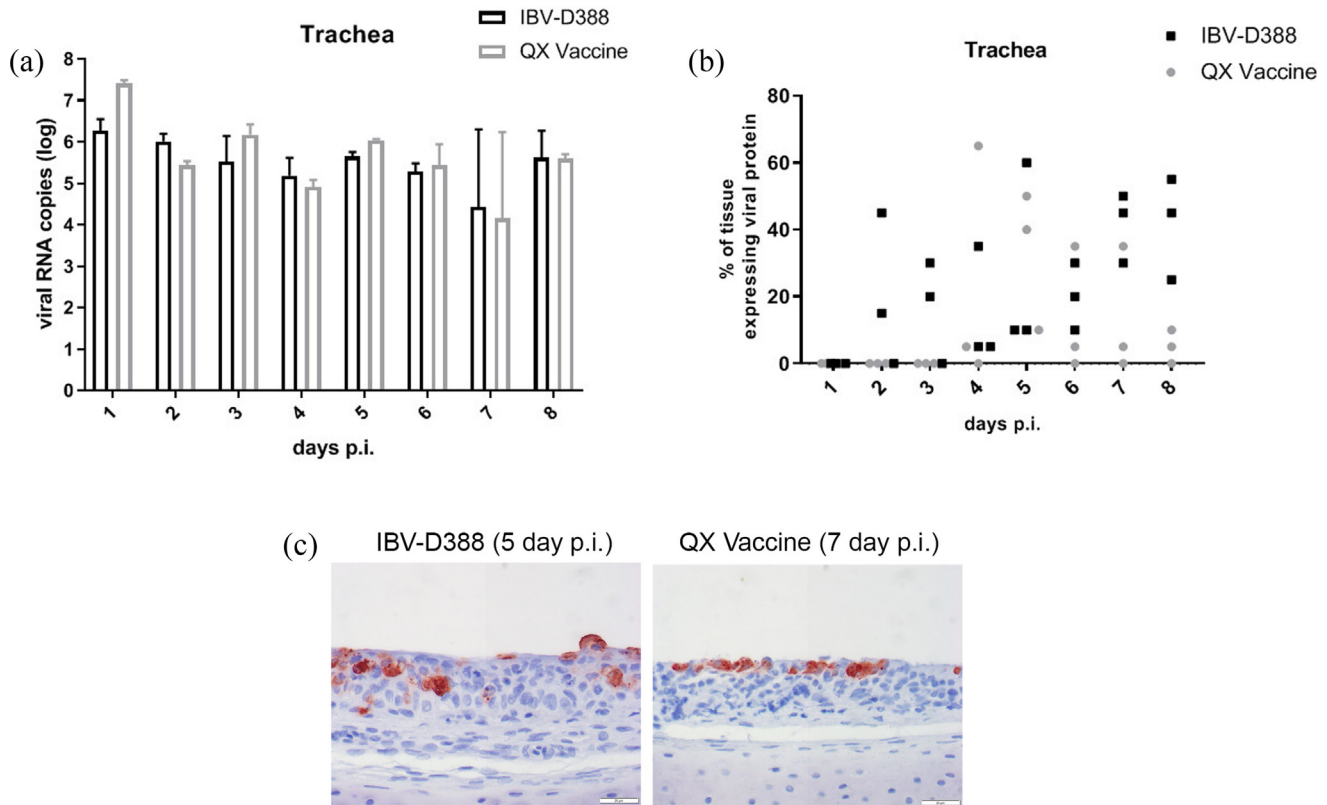 (a)
Trachea
IBV-D388
QX Vaccine
viral RNA copies (log)
8
7
6
5
4
3
2
1
0
1 2 3 4 5 6 7 8
days p.i.
(b)
Trachea
IBV-D388
QX Vaccine
% of tissue
expressing viral protein
80
60
40
20
0
1 2 3 4 5 6 7 8
days p.i.
(c)
IBV-D388 (5 day p.i.)
QX Vaccine (7 day p.i.)